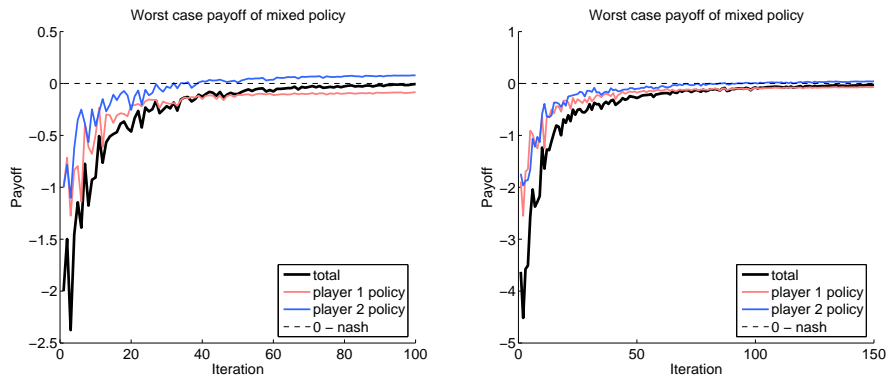 Worst case payoff of mixed policy
0.5
0
-0.5
-1
-1.5
-2
-2.5
Payoff
0 20 40 60 80 100
Iteration
total
player 1 policy
player 2 policy
0 – nash
Worst case payoff of mixed policy
1
0
-1
-2
-3
-4
-5
Payoff
0 50 100 150
Iteration
total
player 1 policy
player 2 policy
0 – nash